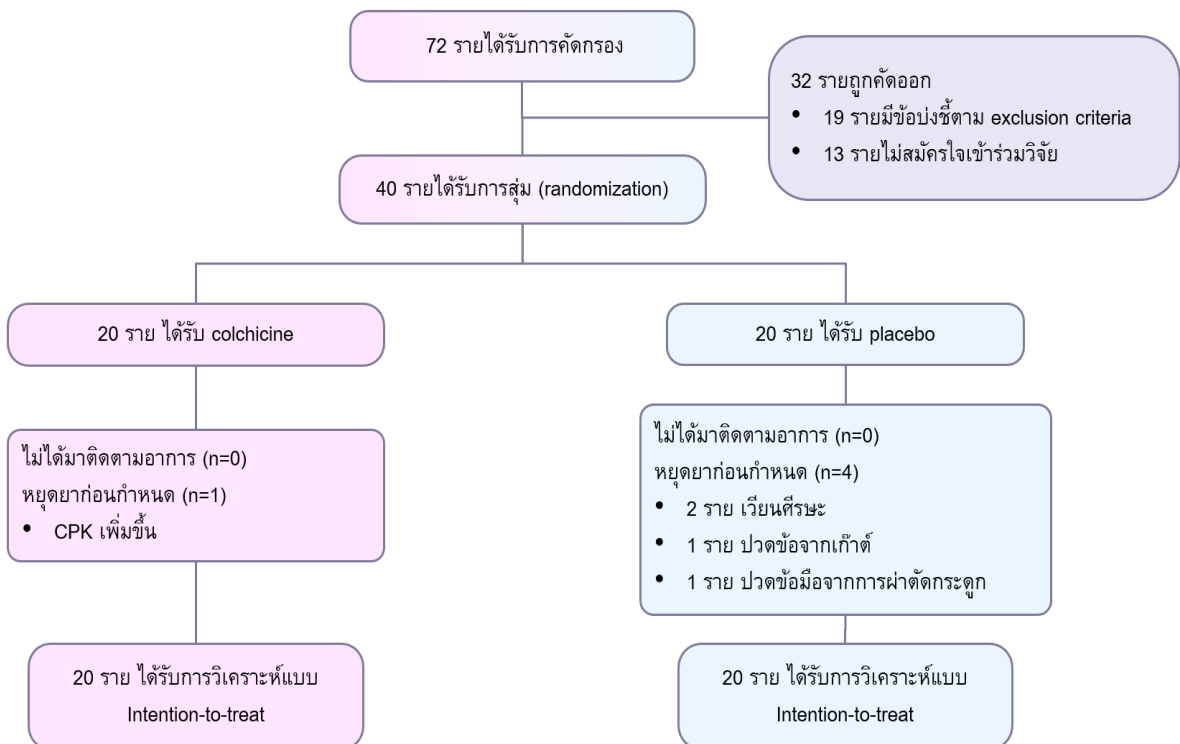 72 รายได้รับการคัดกรอง
32 รายถูกคัดออก
• 19 รายมีข้อบ่งชี้ตาม exclusion criteria
• 13 รายไม่สมัครใจเข้าร่วมวิจัย
40 รายได้รับการสุ่ม (randomization)
20 ราย ได้รับ colchicine
20 ราย ได้รับ placebo
ไม่ได้มาติดตามอาการ (n=0)
หยุดยาก่อนกำหนด (n=1)
• CPK เพิ่มขึ้น
ไม่ได้มาติดตามอาการ (n=0)
หยุดยาก่อนกำหนด (n=4)
• 2 ราย เวียนศีรษะ
• 1 ราย ปวดข้อจากเก๊าต์
• 1 ราย ปวดข้อมือจากการผ่าตัดกระดูก
20 ราย ได้รับการวิเคราะห์แบบ
Intention-to-treat
20 ราย ได้รับการวิเคราะห์แบบ
Intention-to-treat